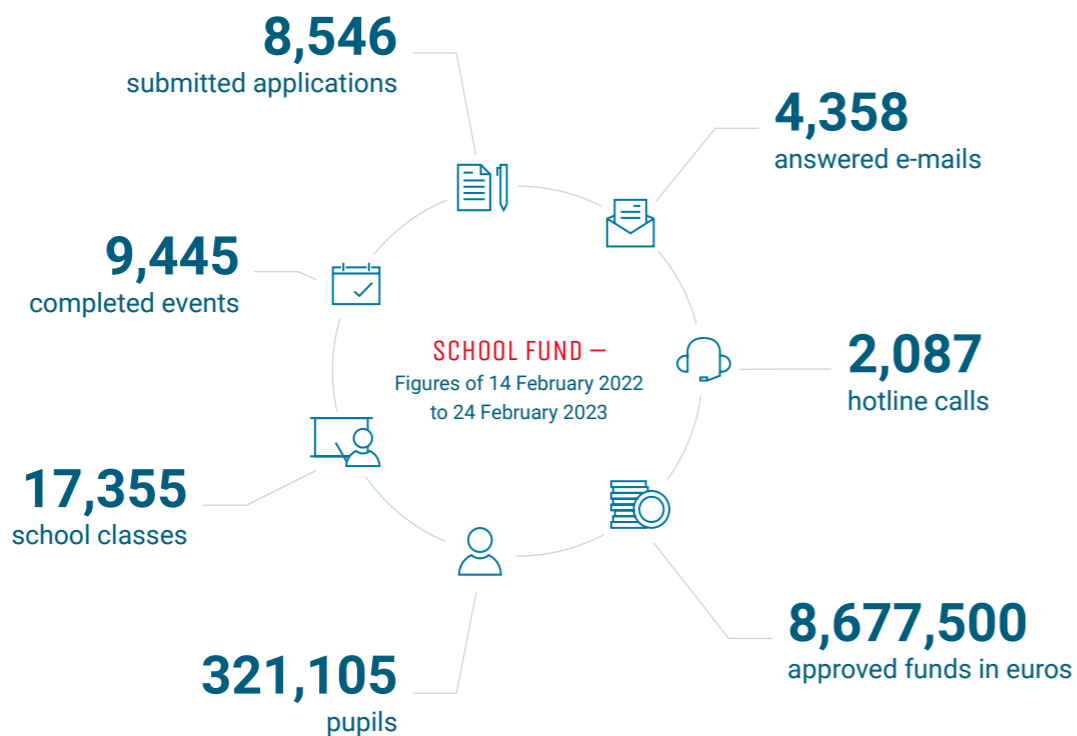 8,546
submitted applications
4,358
answered e-mails
9,445
completed events
SCHOOL FUND –
Figures of 14 February 2022
to 24 February 2023
2,087
hotline calls
17,355
school classes
8,677,500
approved funds in euros
321,105
pupils